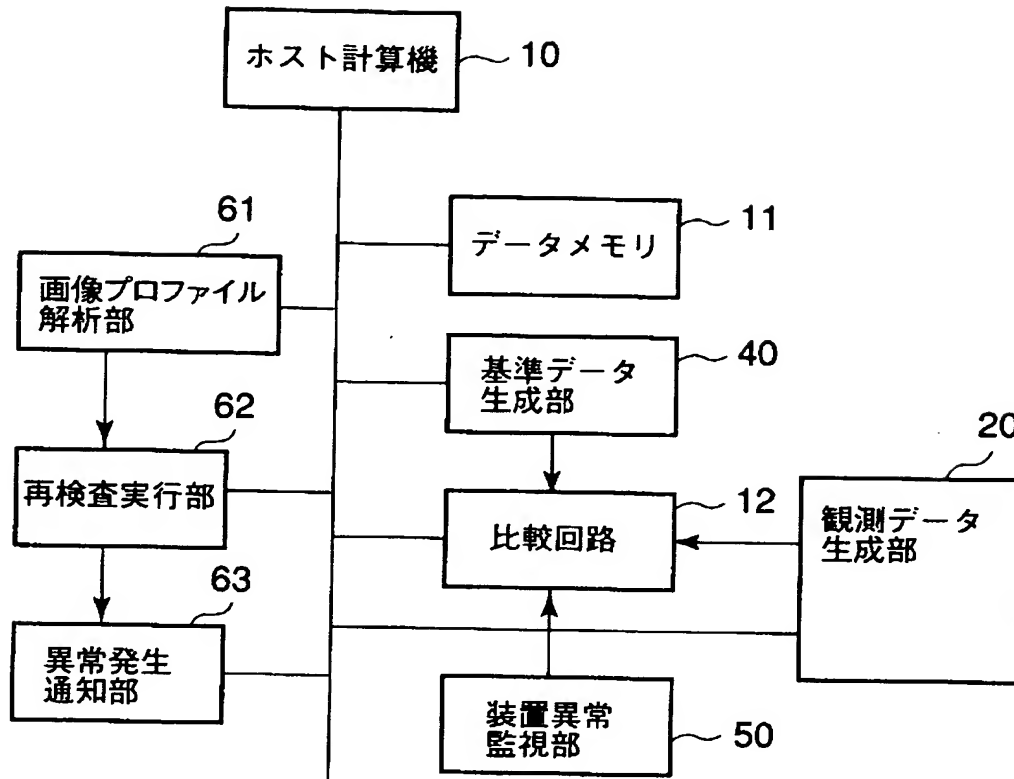 ホスト計算機
10
61
データメモリ
11
画像プロファイル
解析部
基準データ
生成部
40
62
再検査実行部
20
比較回路
12
観測データ
生成部
63
異常発生
通知部
装置異常
監視部
50